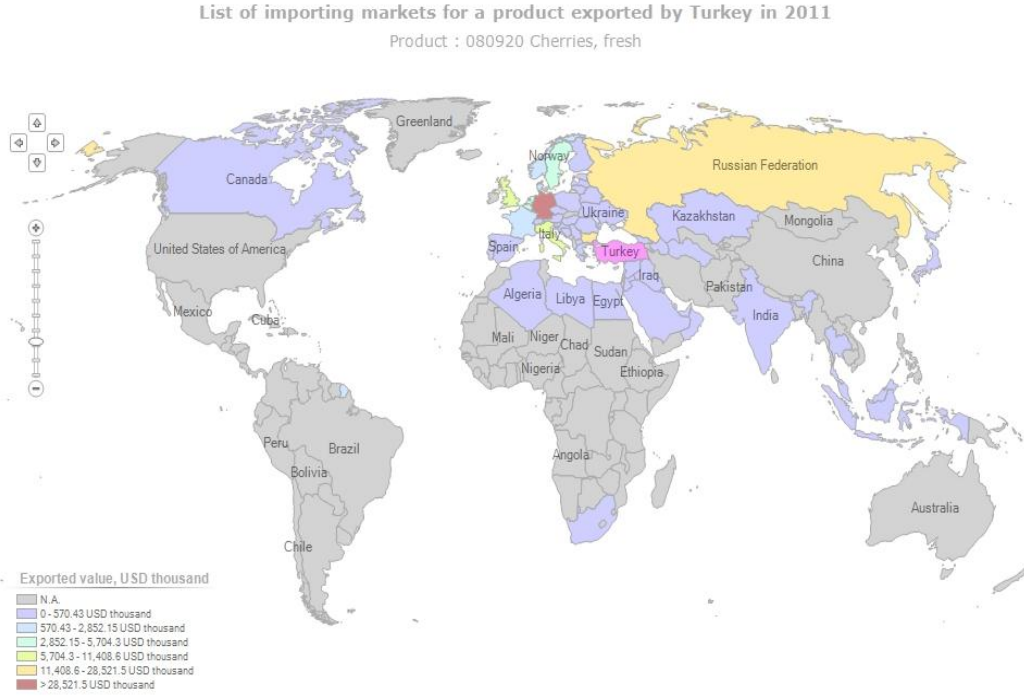 List of importing markets for a product exported by Turkey in 2011
Product : 080920 Cherries, fresh
Greenland
Norway
Russian Federation
Canada
Ukraine
Kazakhstan
Mongolia
Italy
United States of America
Spain
Turkey
China
Iraq
Pakistan
Algeria
Libya
Egypt
India
Mexico
Cuba
Mali
Niger
Chad
Sudan
Nigeria
Ethiopia
Peru
Brazil
Angola
Bolivia
Australia
Chile
Exported value, USD thousand
N.A.
0 - 570.43 USD thousand
570.43 - 2,852.15 USD thousand
2,852.15 - 5,704.3 USD thousand
5,704.3 - 11,408.6 USD thousand
11,408.6 - 28,521.5 USD thousand
> 28,521.5 USD thousand